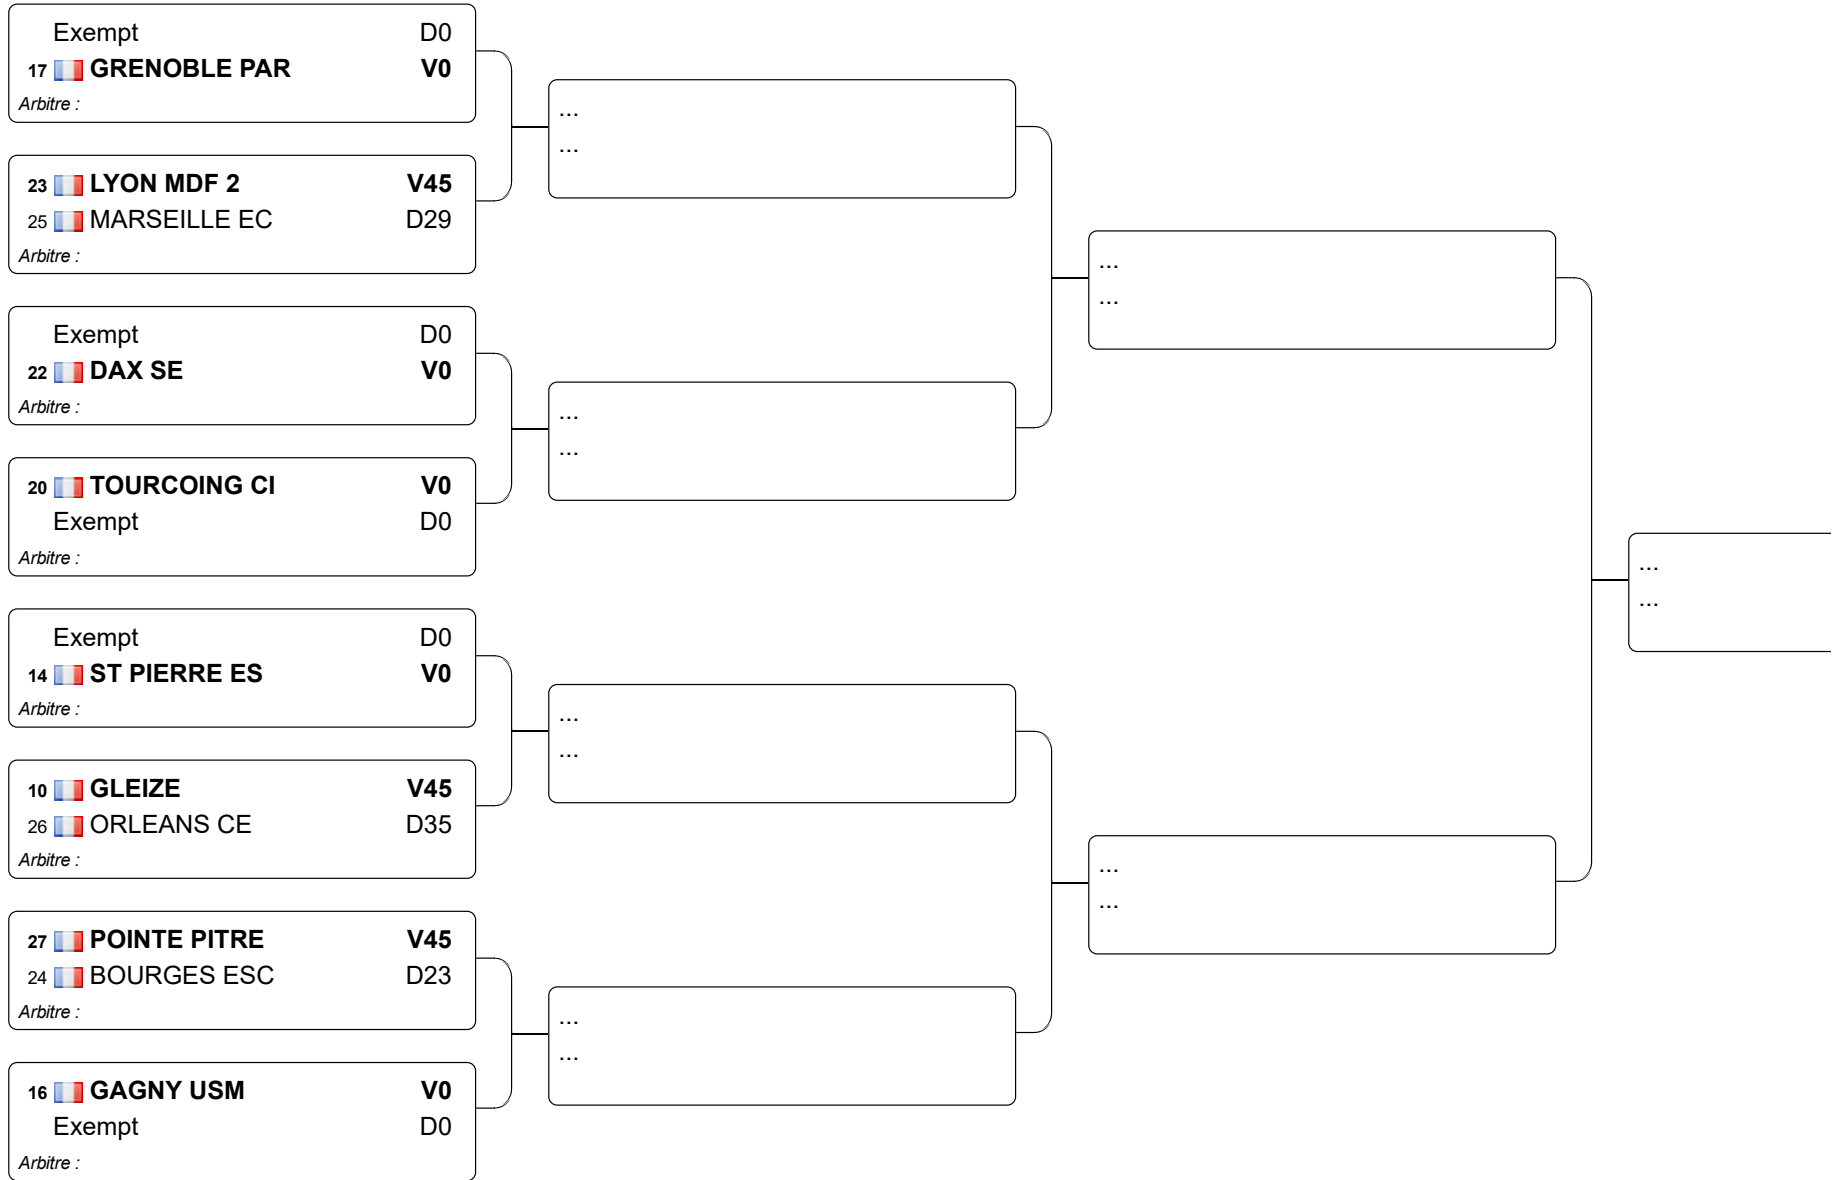 Exempt D0
17 GRENOBLE PAR V0
Arbitre :
23 LYON MDF 2 V45
25 MARSEILLE EC D29
Arbitre :
Exempt D0
22 DAX SE V0
Arbitre :
20 TOURCOING CI V0
Exempt D0
Arbitre :
Exempt D0
14 ST PIERRE ES V0
Arbitre :
10 GLEIZE V45
26 ORLEANS CE D35
Arbitre :
27 POINTE PITRE V45
24 BOURGES ESC D23
Arbitre :
16 GAGNY USM V0
Exempt D0
Arbitre :
...
...
...
...
...
...
...
...
...
...
...
...
...
...